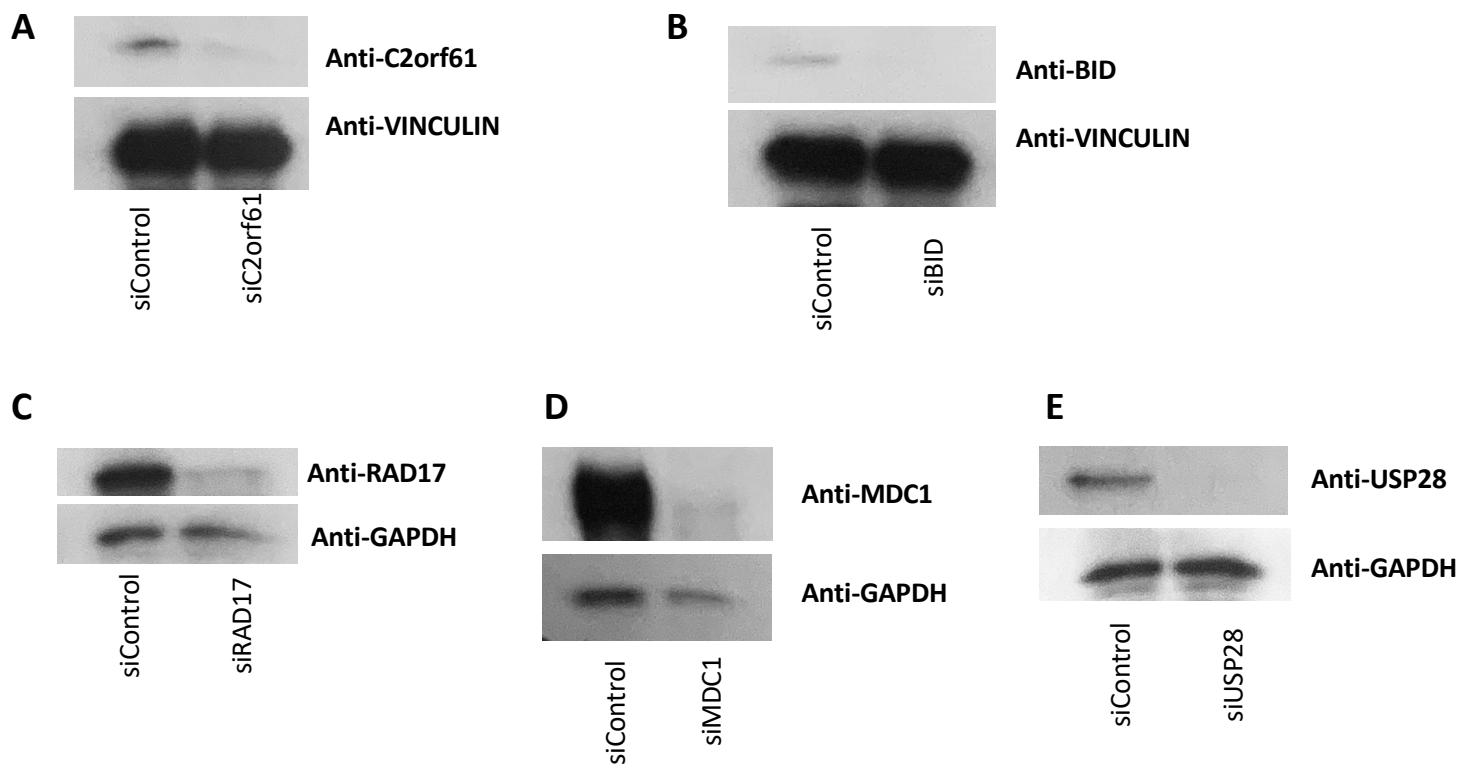 A
Anti-C2orf61
Anti-VINCULIN
siControl
siC2orf61
B
Anti-BID
Anti-VINCULIN
siControl
siBID
C
Anti-RAD17
Anti-GAPDH
siControl
siRAD17
D
Anti-MDC1
Anti-GAPDH
siControl
siMDC1
E
Anti-USP28
Anti-GAPDH
siControl
siUSP28